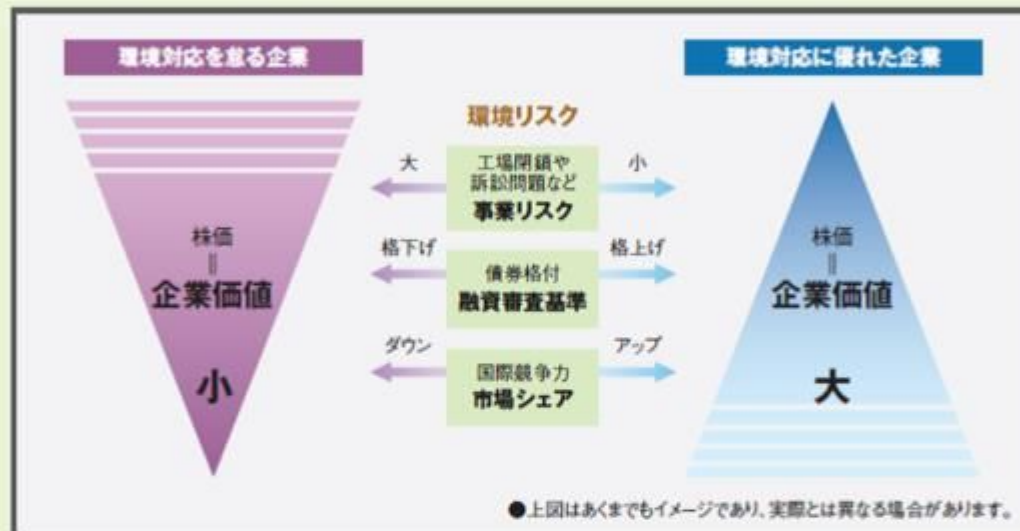 環境対応を怠る企業
環境対応に優れた企業
環境リスク
大
工場閉鎖や
訴訟問題など
事業リスク
小
株価
||
企業価値
小
格下げ
債券格付
融資審査基準
格上げ
ダウン
国際競争力
市場シェア
アップ
株価
||
企業価値
大
●上図はあくまでもイメージであり、実際とは異なる場合があります。